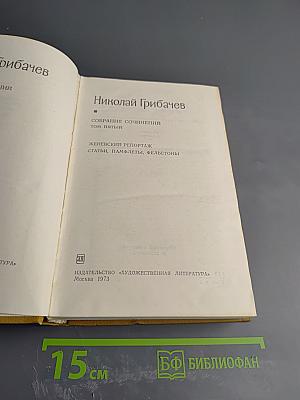 Грибачев
Николай Грибачев
СОБРАНИЕ СОЧИНЕНИЙ
ТОМ ПЯТЫЙ
ЖЕНЕВСКИЙ РЕПОРТАЖ
СТАТЬИ, ПАМФЛЕТЫ, ФЕЛЬЕТОНЫ
ИЗДАТЕЛЬСТВО «ХУДОЖЕСТВЕННАЯ ЛИТЕРАТУРА»
Москва 1973
15 см
БФ БИБЛИОФАН